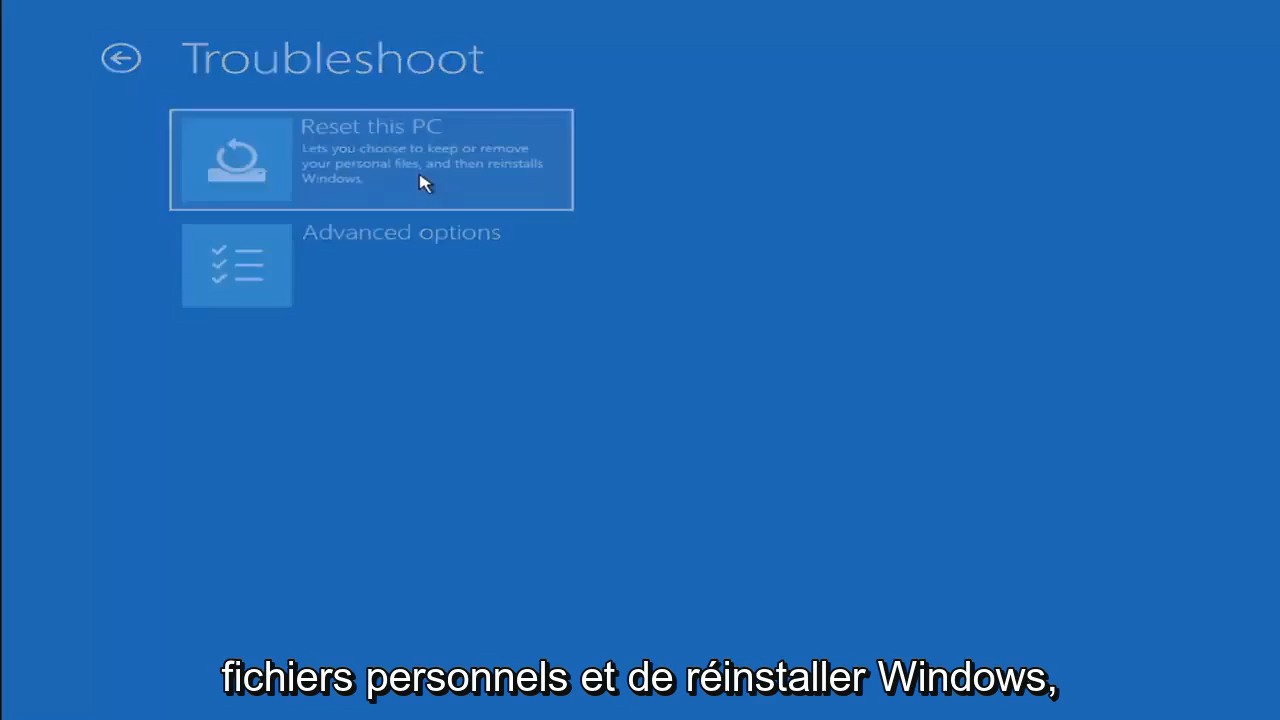 Troubleshoot
Reset this PC
Lets you choose to keep or remove
your personal files, and then reinstalls
Windows.
Advanced options
fichiers personnels et de réinstaller Windows,